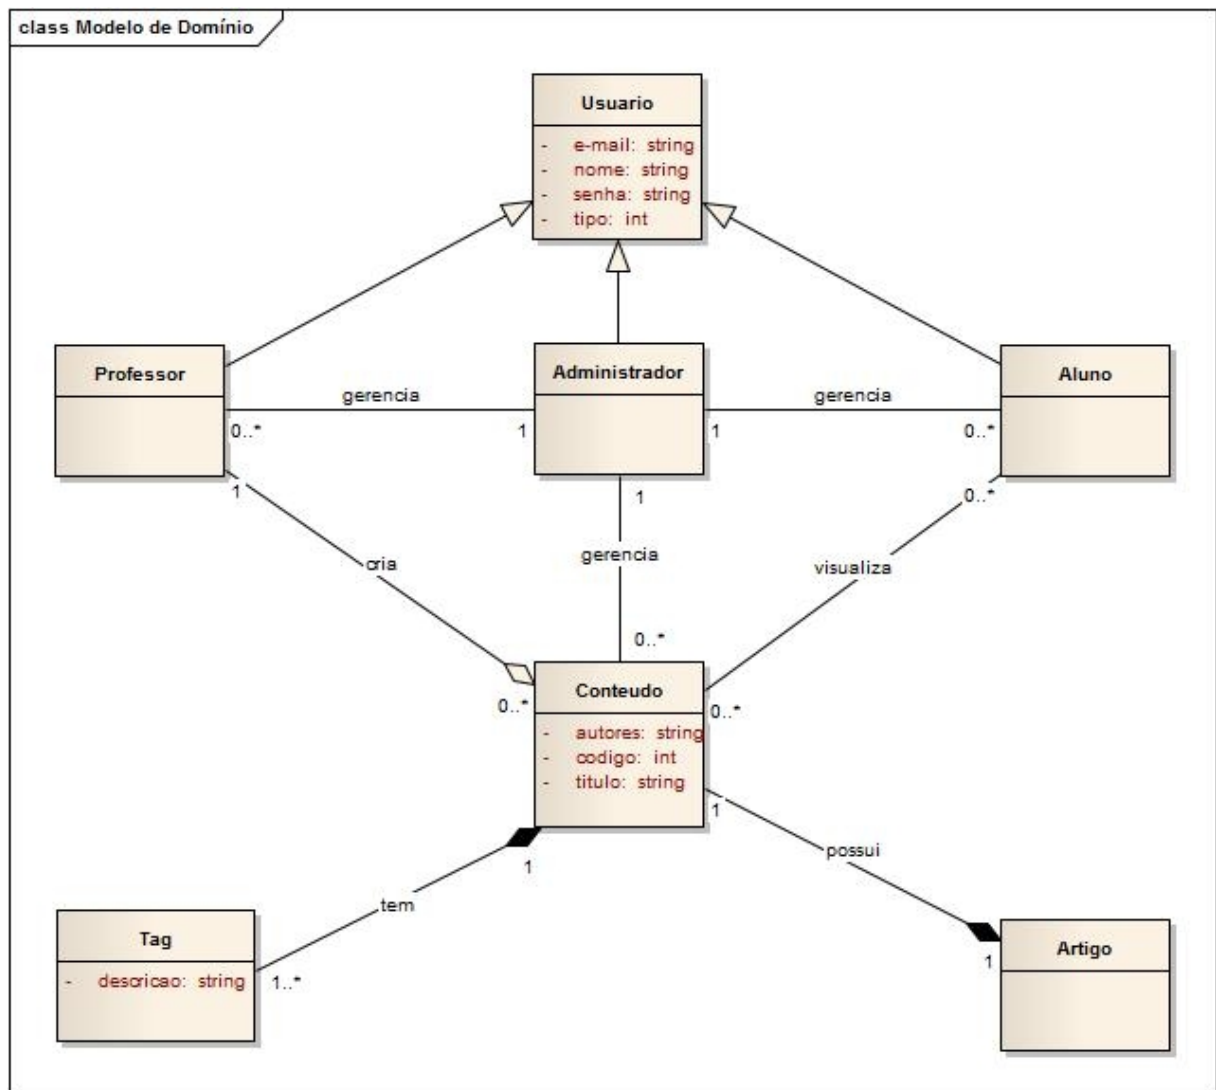 class Modelo de Domínio
Usuario
- e-mail: string
- nome: string
- senha: string
- tipo: int
Professor
Administrador
Aluno
gerencia
gerencia
0..*
1
1
0..*
1
1
0..*
cria
gerencia
visualiza
0..*
0..*
0..*
Conteudo
- autores: string
- codigo: int
- titulo: string
1
1
possui
tem
Tag
- descricao: string
1..*
Artigo
1